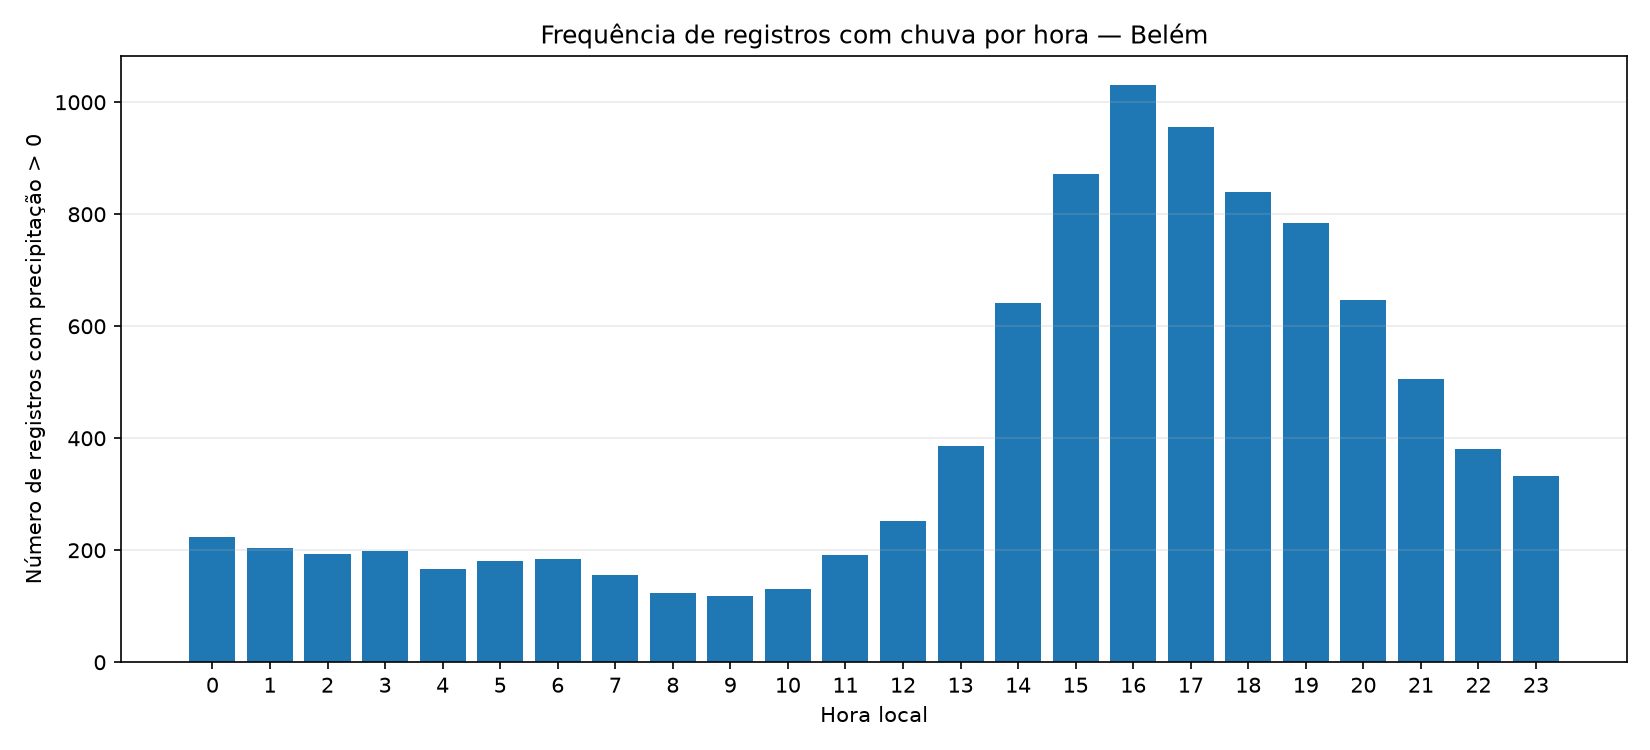 Frequência de registros com chuva por hora — Belém
Número de registros com precipitação > 0
1000
800
600
400
200
0
0 1 2 3 4 5 6 7 8 9 10 11 12 13 14 15 16 17 18 19 20 21 22 23
Hora local